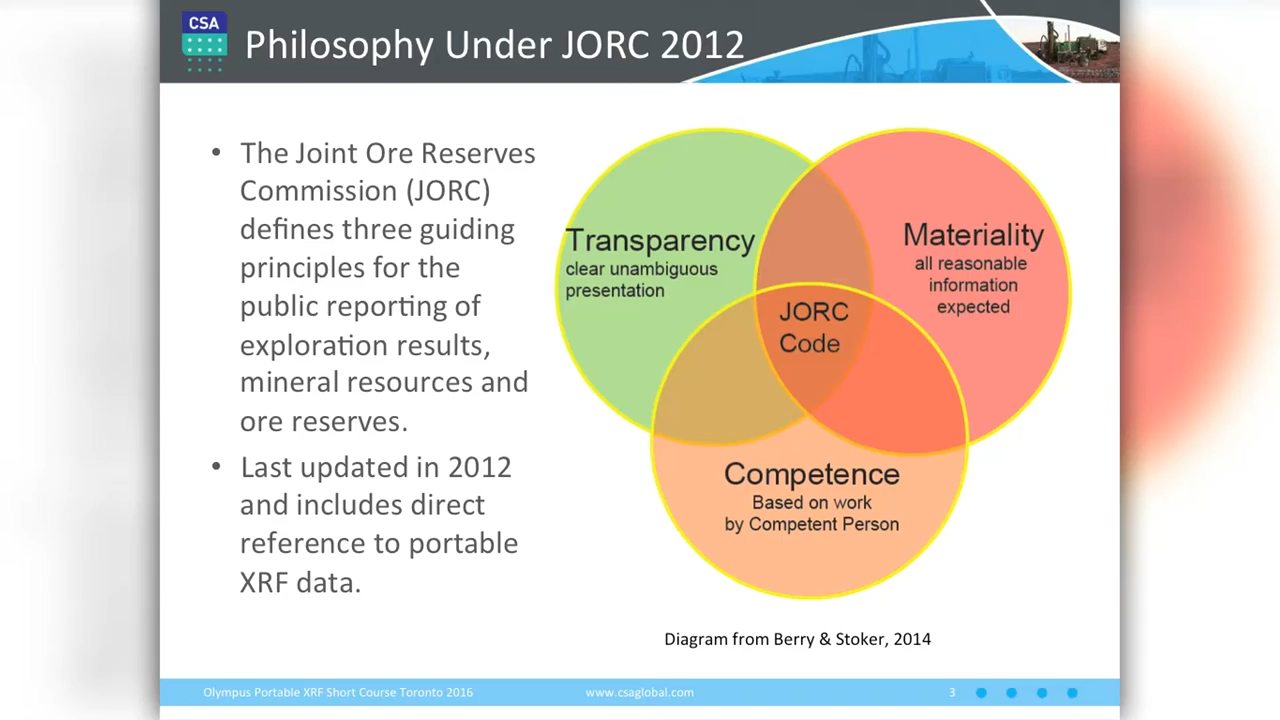 CSA
Philosophy Under JORC 2012
• The Joint Ore Reserves
Commission (JORC)
defines three guiding
principles for the
public reporting of
exploration results,
mineral resources and
ore reserves.
• Last updated in 2012
and includes direct
reference to portable
XRF data.
Transparency
clear unambiguous
presentation
Materiality
all reasonable
information
expected
JORC
Code
Competence
Based on work
by Competent Person
Diagram from Berry & Stoker, 2014
Olympus Portable XRF Short Course Toronto 2016
www.csaglobal.com
3